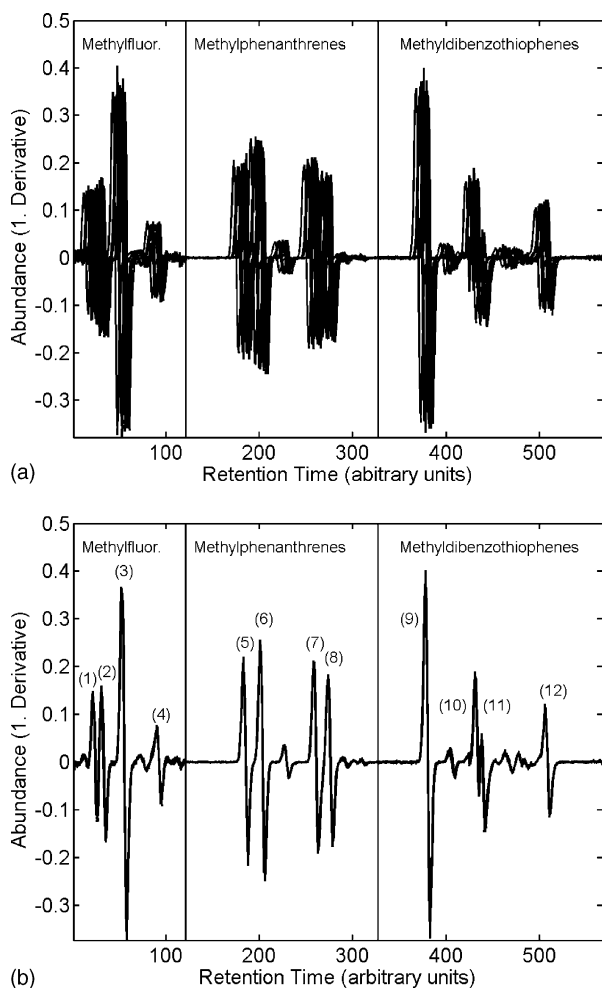 0.5
Methylfluor. Methylphenanthrenes Methyldibenzothiophenes
0.4
0.3
0.2
0.1
0
-0.1
-0.2
-0.3
Abundance (1. Derivative)
100 200 300 400 500
(a) Retention Time (abitrary units)
0.5
Methylfluor. Methylphenanthrenes Methyldibenzothiophenes
0.4
0.3
0.2
0.1
0
-0.1
-0.2
-0.3
Abundance (1. Derivative)
(1) (2) (3) (4) (5) (6) (7) (8) (9) (10) (11) (12)
100 200 300 400 500
(b) Retention Time (arbitrary units)